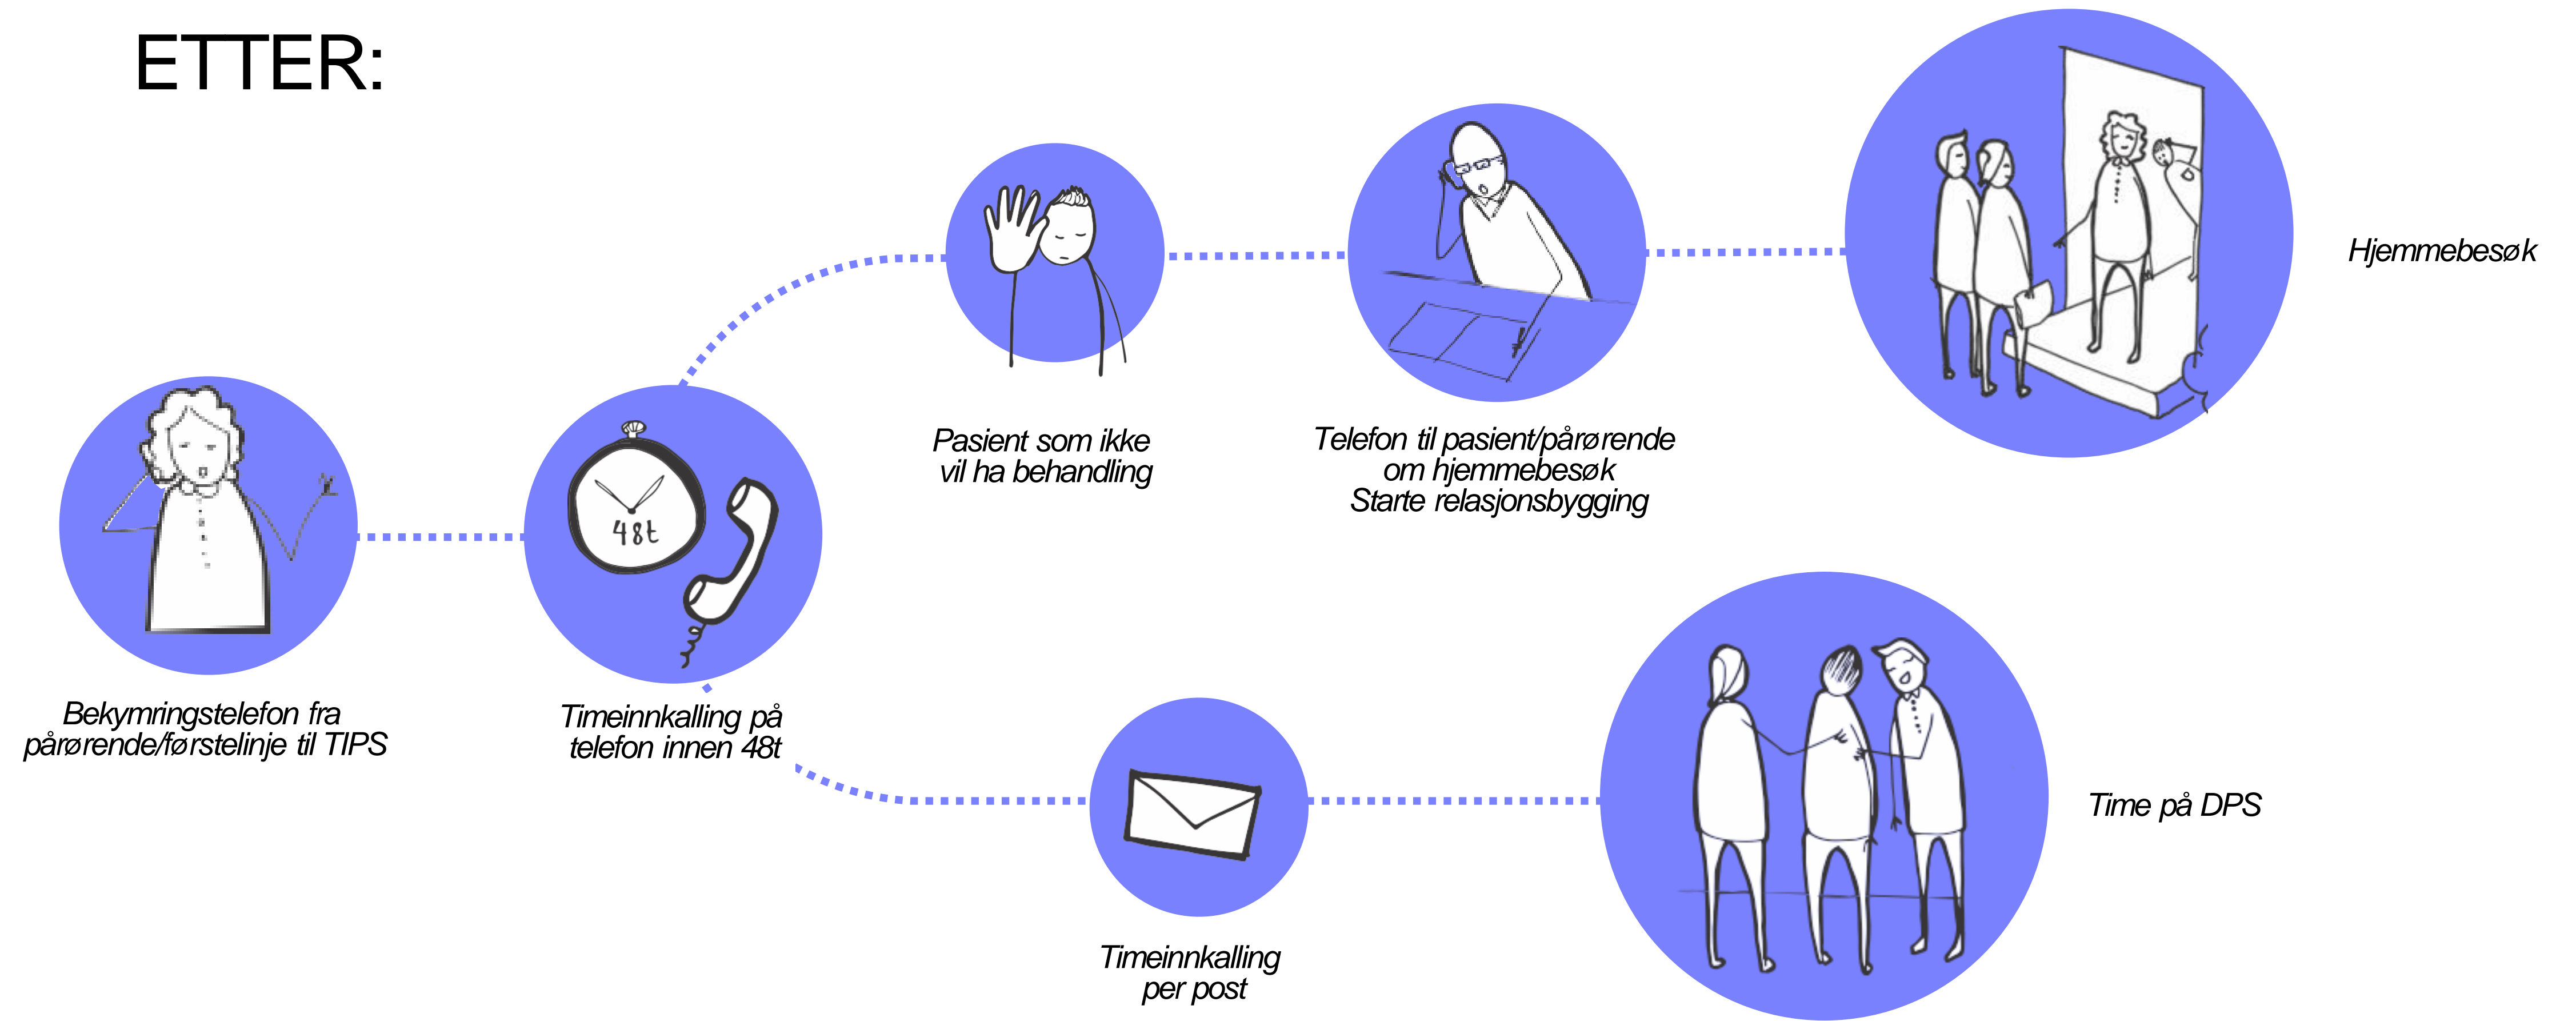 ETTER:
Bekymringstelefon fra
pårørende/førstelinje til TIPS
48t
Timeinnkalling på
telefon innen 48t
Pasient som ikke
vil ha behandling
Telefon til pasient/pårørende
om hjemmebesøk
Starte relasjonsbygging
Hjemmebesøk
Timeinnkalling
per post
Time på DPS